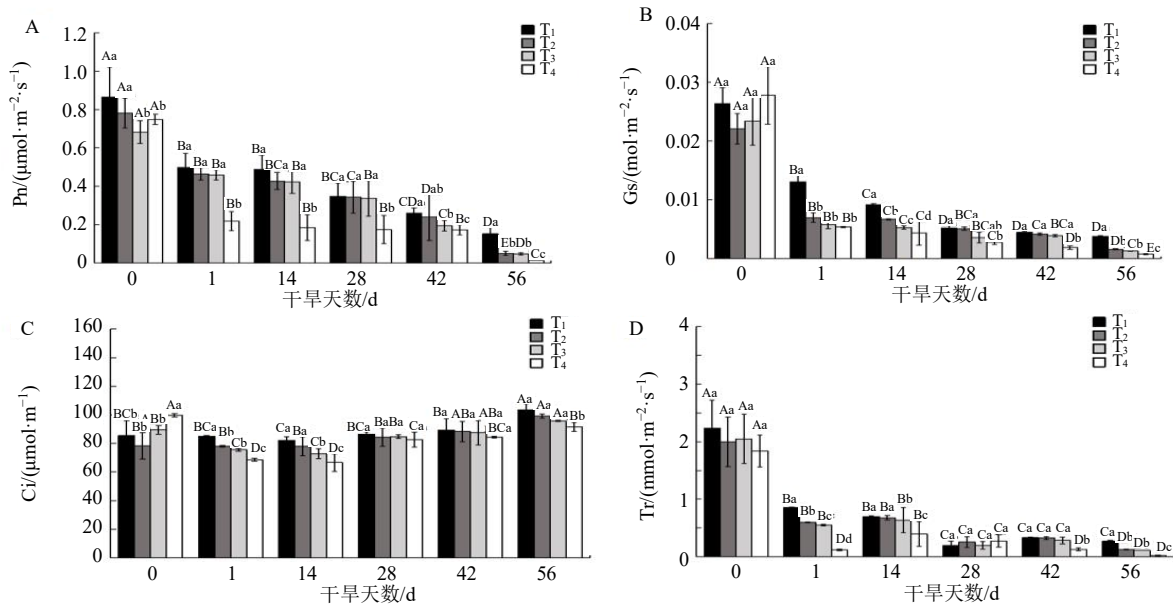 A
Pn/(μmol·m⁻²·s⁻¹)
1.2
1.0
0.8
0.6
0.4
0.2
0
T₁
T₂
T₃
T₄
Aa Aa Ab Ab
Ba Ba Ba Bb
Ba BCa Ba Bb
BCa Ca Ba Bb
CDa Dab Cb Bc
Da Eb Db Cc
0 1 14 28 42 56
干旱天数/d
B
Gs/(mol·m⁻²·s⁻¹)
0.04
0.03
0.02
0.01
0
T₁
T₂
T₃
T₄
Aa Aa Aa Aa
Ba Bb Bb Bb
Ca Cb Cc Cd
Da BCa BCab Cb
Da Ca BCa Db
Da Db Cb Ec
0 1 14 28 42 56
干旱天数/d
C
Ci/(μmol·m⁻¹)
160
140
120
100
80
60
40
20
0
T₁
T₂
T₃
T₄
BCb Bb Bb Aa
BCa Bb Cb Dc
Ca Ba Cb Dc
BCa Ba Ba Ca
Ba ABa ABa BCa
Aa Aa Aa Bb
0 1 14 28 42 56
干旱天数/d
D
Tr/(mmol·m⁻²·s⁻¹)
4
3
2
1
0
T₁
T₂
T₃
T₄
Aa Aa Aa Aa
Ba Bb Bc Dd
Ba Ba Bb Bc
Ca Ca Ca Ca
Ca Ca Ca Db
Ca Db Db Dc
0 1 14 28 42 56
干旱天数/d